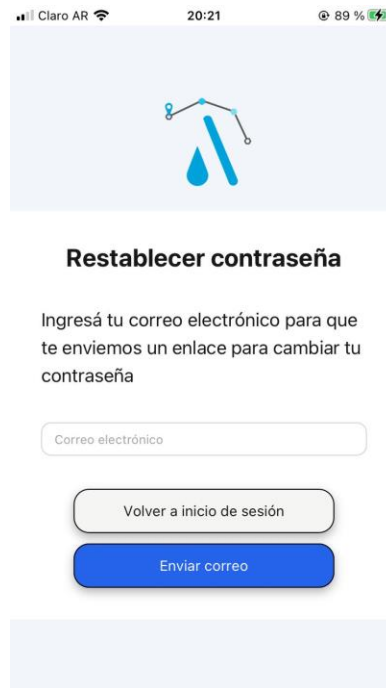 Claro AR
20:21
89 %
Restablecer contraseña
Ingresá tu correo electrónico para que
te enviemos un enlace para cambiar tu
contraseña
Correo electrónico
Volver a inicio de sesión
Enviar correo